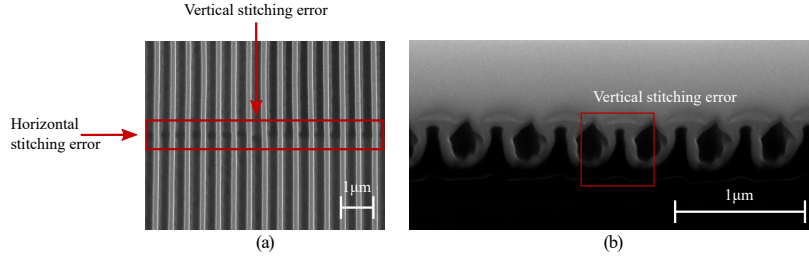 Vertical stitching error
Horizontal
stitching error
1μm
(a)
Vertical stitching error
1μm
(b)